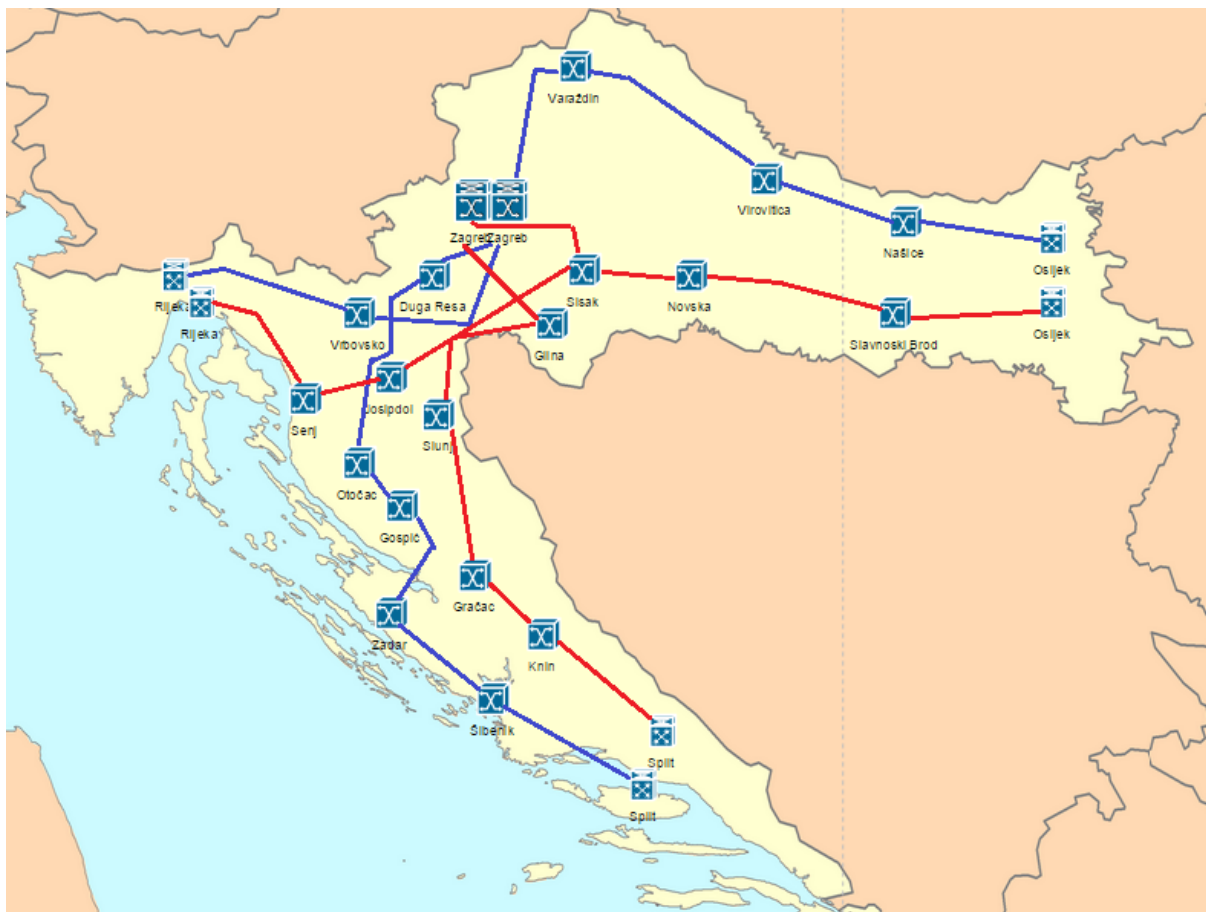 Varaždin
Virovitica
Zagreb
Zagreb
Našice
Osijek
Duga Resa
Sisak
Rijeka
Novska
Rijeka
Vrbovsko
Osijek
Slavnoski Brod
Glina
Josipdol
Senj
Slunj
Otočac
Gospić
Gračac
Zadar
Knin
Šibenik
Split
Split